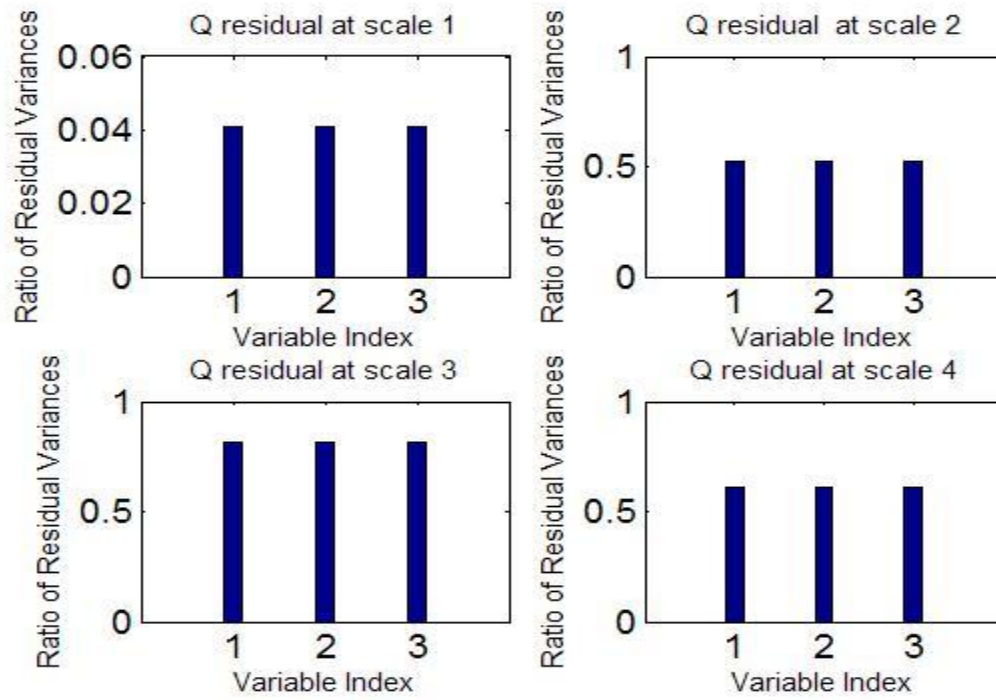 Q residual at scale 1
Ratio of Residual Variances
0.06
0.04
0.02
0
1 2 3
Variable Index
Q residual at scale 2
Ratio of Residual Variances
1
0.5
0
1 2 3
Variable Index
Q residual at scale 3
Ratio of Residual Variances
1
0.5
0
1 2 3
Variable Index
Q residual at scale 4
Ratio of Residual Variances
1
0.5
0
1 2 3
Variable Index